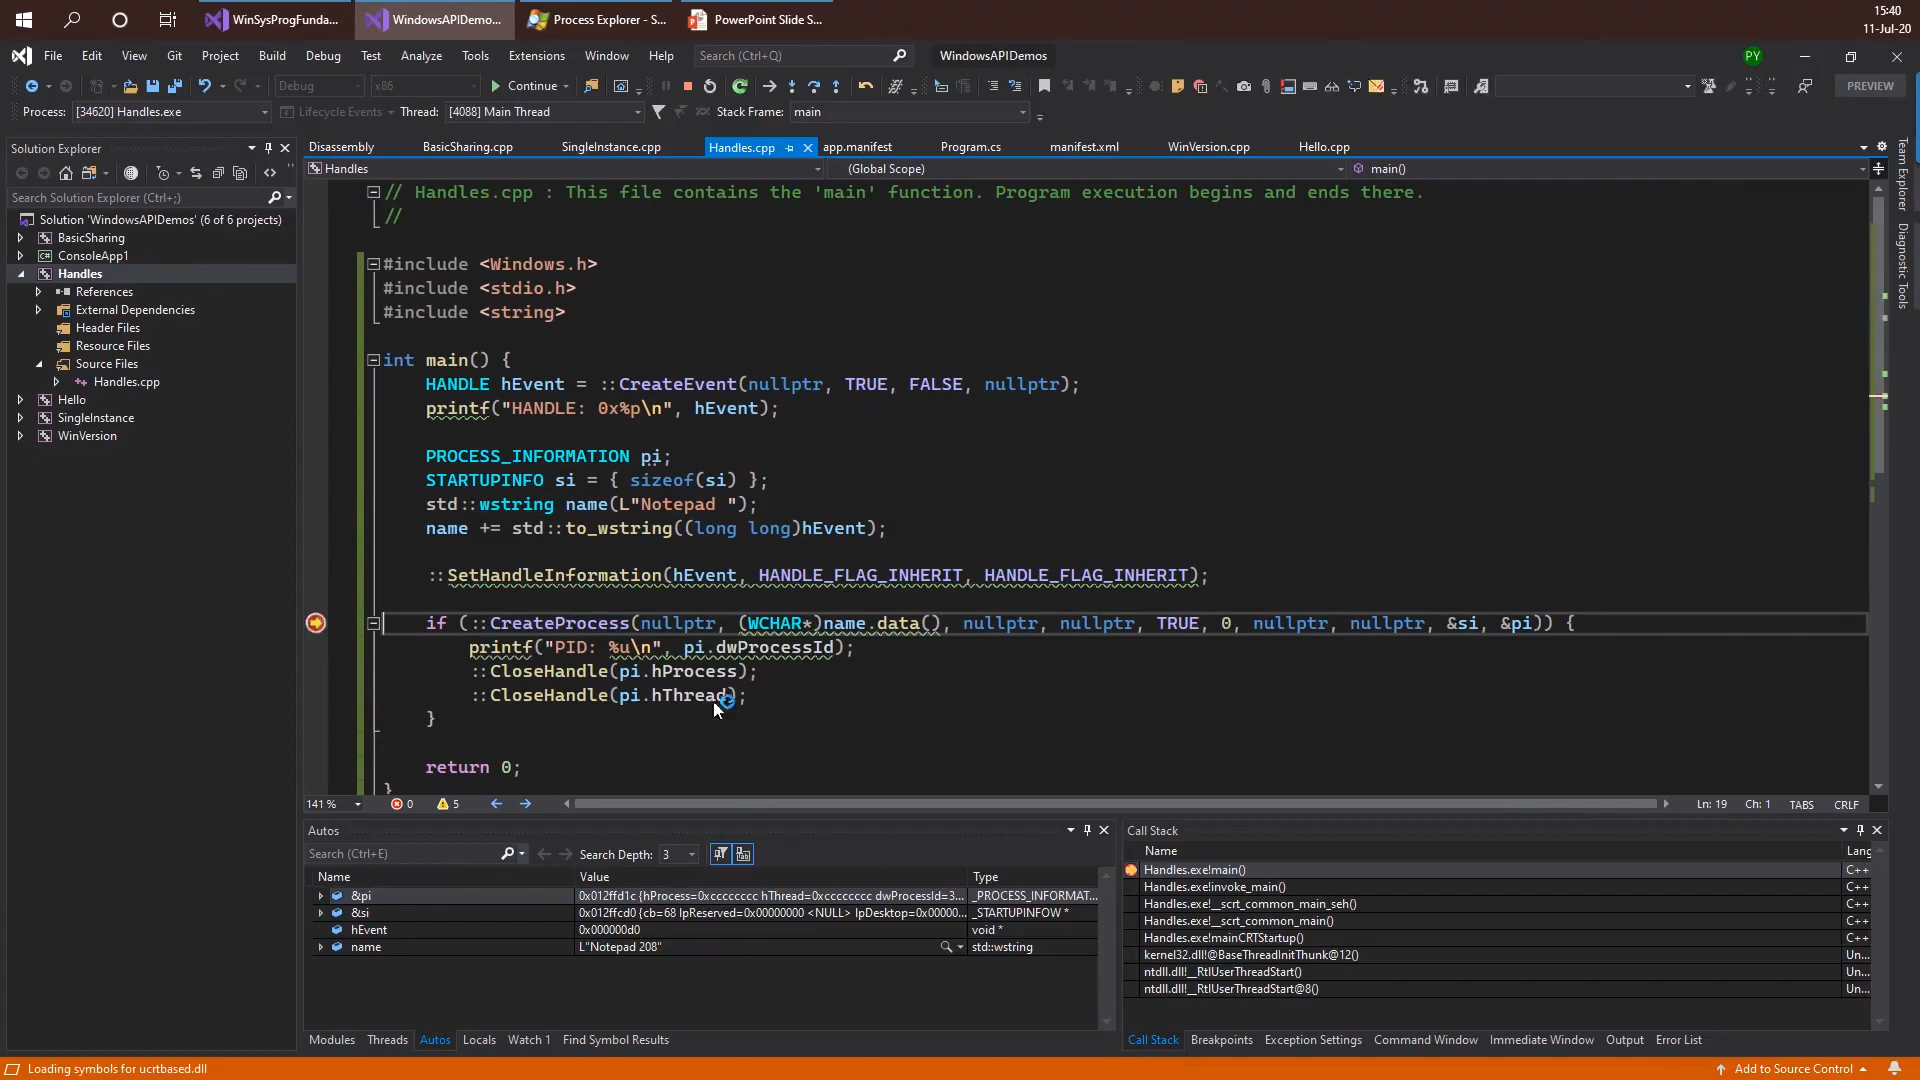 WinSysProgFunda...
WindowsAPIDemo...
Process Explorer - S...
PowerPoint Slide S...
15:40
11-Jul-20
File Edit View Git Project Build Debug Test Analyze Tools Extensions Window Help
Search (Ctrl+Q)
WindowsAPIDemos
PY
Debug x86 Continue
PREVIEW
Process: [34620] Handles.exe Lifecycle Events Thread: [4088] Main Thread Stack Frame: main
Solution Explorer
Search Solution Explorer (Ctrl+;)
Solution 'WindowsAPIDemos' (6 of 6 projects)
BasicSharing
ConsoleApp1
Handles
References
External Dependencies
Header Files
Resource Files
Source Files
Handles.cpp
Hello
SingleInstance
WinVersion
Disassembly BasicSharing.cpp SingleInstance.cpp Handles.cpp app.manifest Program.cs manifest.xml WinVersion.cpp Hello.cpp
Handles (Global Scope) main()
// Handles.cpp : This file contains the 'main' function. Program execution begins and ends there.
//
#include <Windows.h>
#include <stdio.h>
#include <string>
int main() {
HANDLE hEvent = ::CreateEvent(nullptr, TRUE, FALSE, nullptr);
printf("HANDLE: 0x%p\n", hEvent);
PROCESS_INFORMATION pi;
STARTUPINFO si = { sizeof(si) };
std::wstring name(L"Notepad ");
name += std::to_wstring((long long)hEvent);
::SetHandleInformation(hEvent, HANDLE_FLAG_INHERIT, HANDLE_FLAG_INHERIT);
if (::CreateProcess(nullptr, (WCHAR*)name.data(), nullptr, nullptr, TRUE, 0, nullptr, nullptr, &si, &pi)) {
printf("PID: %u\n", pi.dwProcessId);
::CloseHandle(pi.hProcess);
::CloseHandle(pi.hThread);
}
return 0;
}
141 % 0 5 Ln: 19 Ch: 1 TABS CRLF
Team Explorer
Diagnostic Tools
Autos
Search (Ctrl+E) Search Depth: 3
Name Value Type
&pi 0x012ffd1c {hProcess=0xcccccccc hThread=0xcccccccc dwProcessId=3... _PROCESS_INFORMAT...
&si 0x012ffcd0 {cb=68 lpReserved=0x00000000 <NULL> lpDesktop=0x00000... _STARTUPINFOW *
hEvent 0x000000d0 void *
name L"Notepad 208" std::wstring
Modules Threads Autos Locals Watch 1 Find Symbol Results
Call Stack
Name Lang
Handles.exe!main() C++
Handles.exe!invoke_main() C++
Handles.exe!__scrt_common_main_seh() C++
Handles.exe!__scrt_common_main() C++
Handles.exe!mainCRTStartup() C++
kernel32.dll!@BaseThreadInitThunk@12() Un...
ntdll.dll!__RtlUserThreadStart() Un...
ntdll.dll!__RtlUserThreadStart@8() Un...
Call Stack Breakpoints Exception Settings Command Window Immediate Window Output Error List
Loading symbols for ucrtbased.dll
Add to Source Control